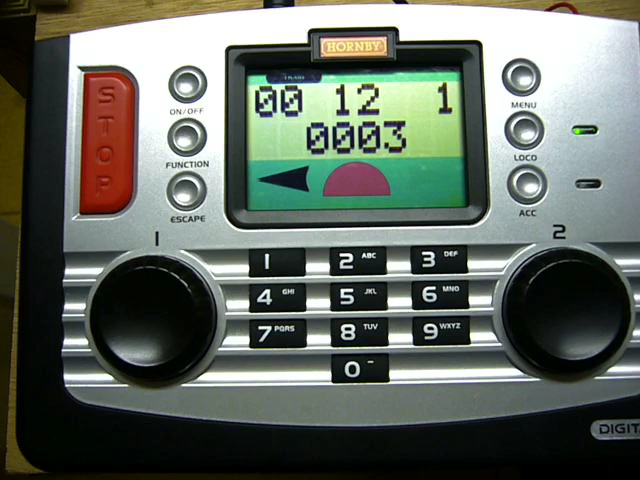 HORNBY
TRAIN
00 12 1
0003
STOP
ON/OFF
FUNCTION
ESCAPE
MENU
LOCO
ACC
1
2
1
2 ABC
3 DEF
4 GHI
5 JKL
6 MNO
7 PQRS
8 TUV
9 WXYZ
0 -
DIGIT